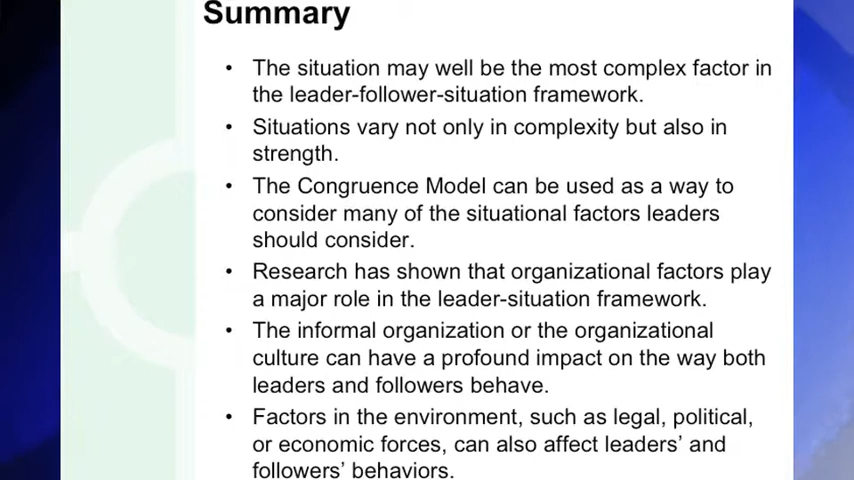 Summary
• The situation may well be the most complex factor in
the leader-follower-situation framework.
• Situations vary not only in complexity but also in
strength.
• The Congruence Model can be used as a way to
consider many of the situational factors leaders
should consider.
• Research has shown that organizational factors play
a major role in the leader-situation framework.
• The informal organization or the organizational
culture can have a profound impact on the way both
leaders and followers behave.
• Factors in the environment, such as legal, political,
or economic forces, can also affect leaders’ and
followers’ behaviors.